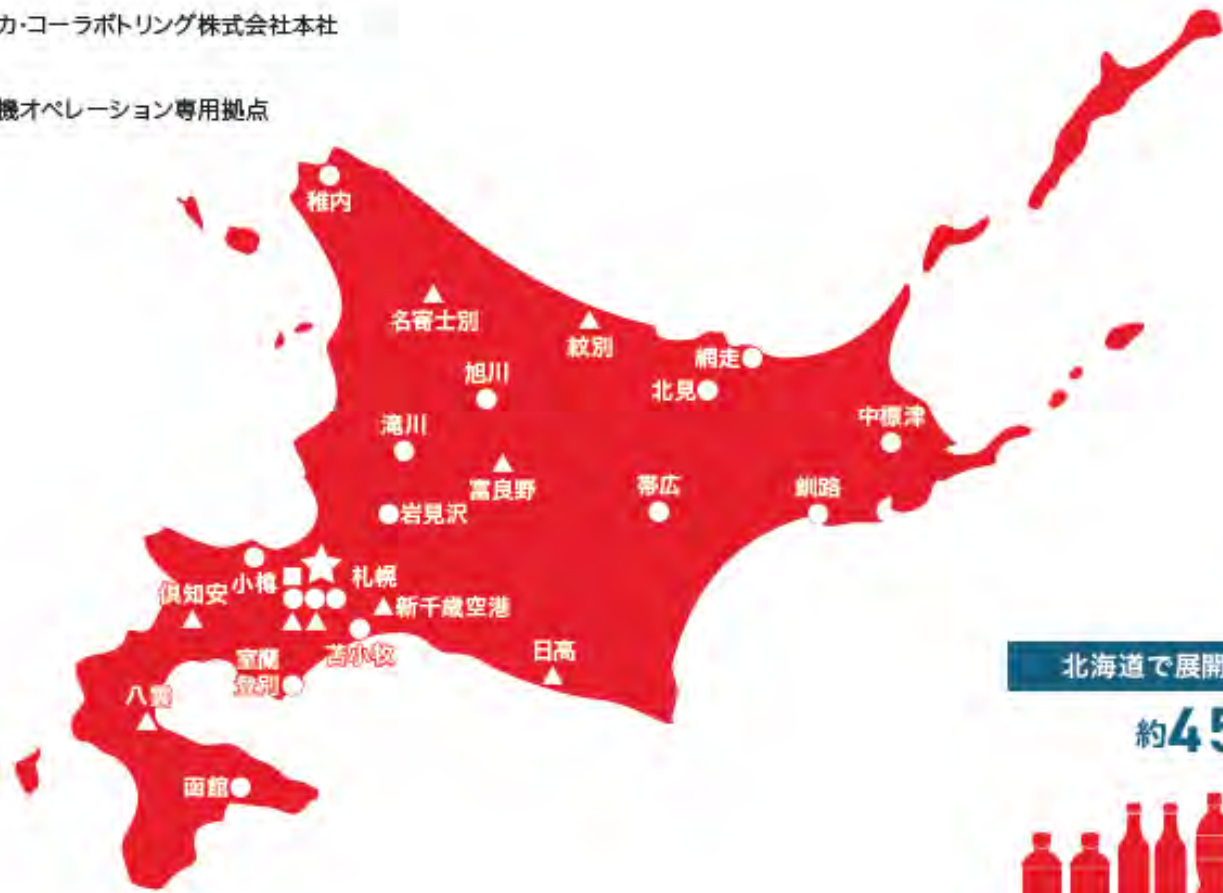 カ・コーラボトリング株式会社本社
機オペレーション専用拠点
稚内
名寄士別
紋別
網走
旭川
北見
滝川
中標津
富良野
帯広
釧路
岩見沢
小樽
札幌
倶知安
新千歳空港
苫小牧
室蘭
登別
日高
八雲
函館
北海道で展開
約45